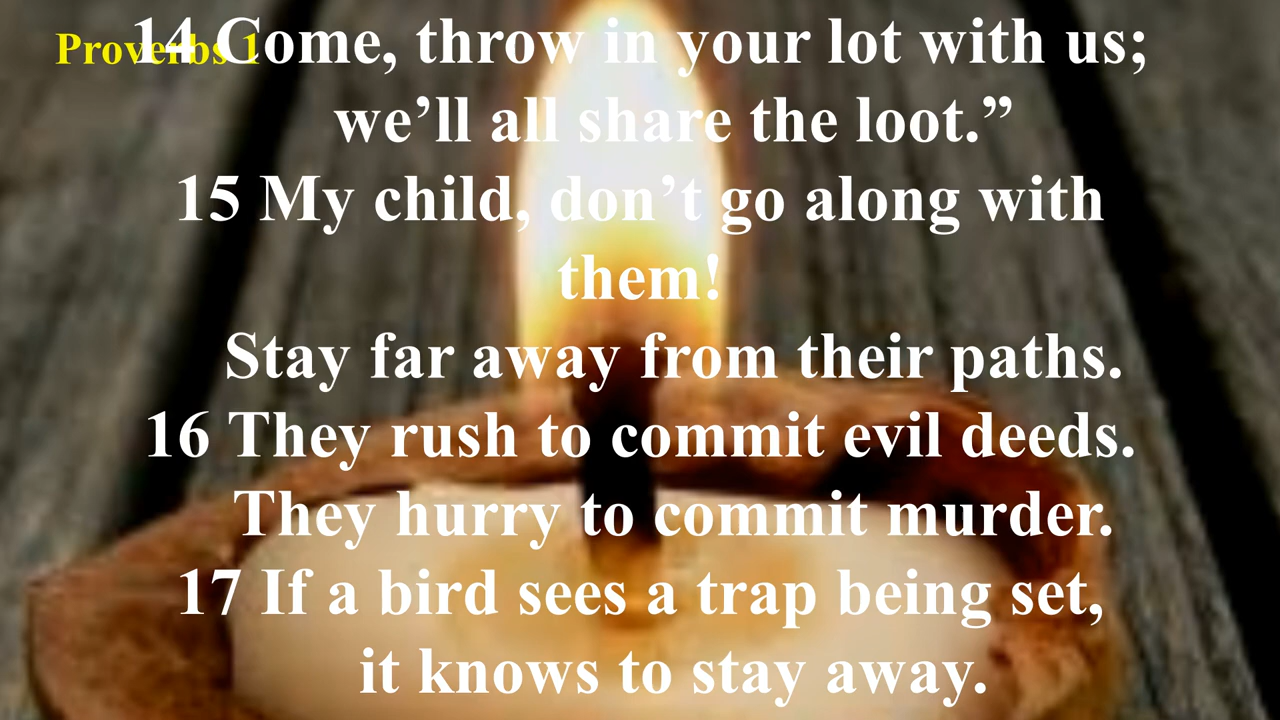 Proverbs 1
14 Come, throw in your lot with us;
we’ll all share the loot.”
15 My child, don’t go along with
them!
Stay far away from their paths.
16 They rush to commit evil deeds.
They hurry to commit murder.
17 If a bird sees a trap being set,
it knows to stay away.